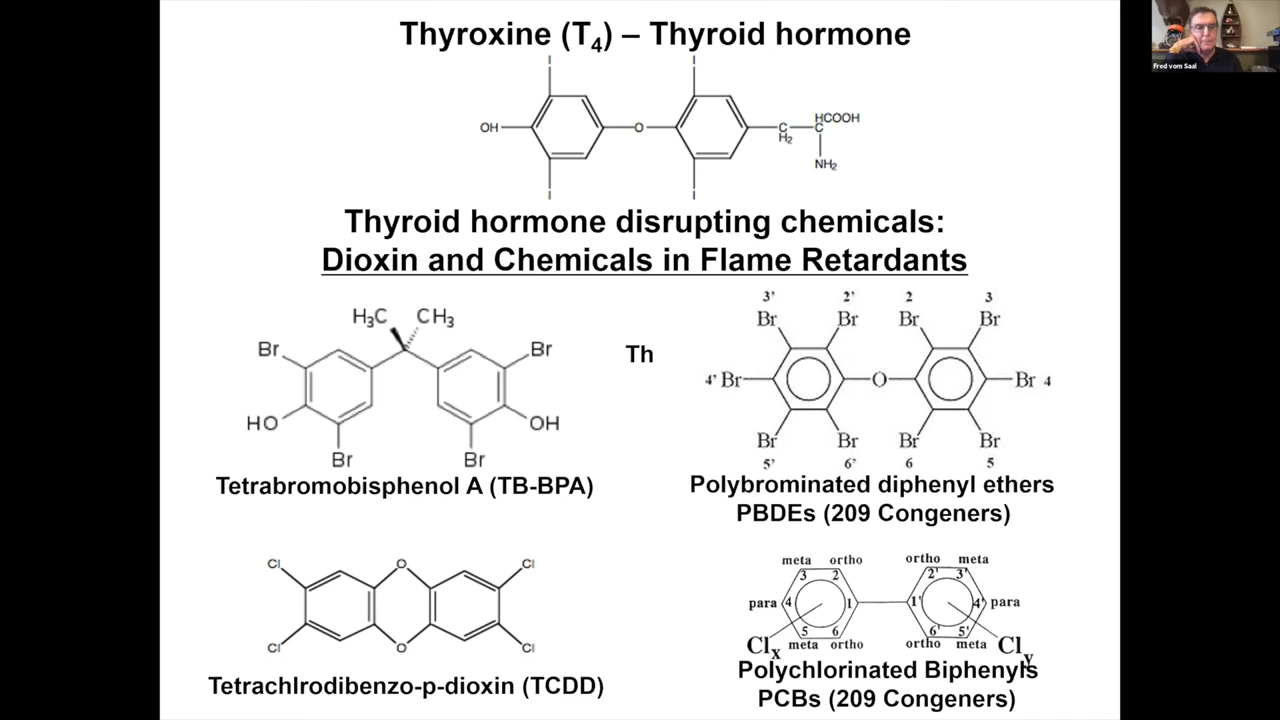 Thyroxine (T4) – Thyroid hormone
Fred vom Saal
I I
OH O C H2 HCOOH C
NH2
I I
Thyroid hormone disrupting chemicals:
Dioxin and Chemicals in Flame Retardants
H3C CH3
Br Br
HO OH
Br Br
Tetrabromobisphenol A (TB-BPA)
Th
3' 2' 2 3
Br Br Br Br
4' Br O Br 4
Br Br Br Br
5' 6' 6 5
Polybrominated diphenyl ethers
PBDEs (209 Congeners)
Cl O Cl
Cl O Cl
Tetrachlrodibenzo-p-dioxin (TCDD)
meta ortho ortho meta
3 2 2' 3'
para 4 1 1' 4' para
5 6 6' 5'
Clx meta ortho ortho meta Cly
Polychlorinated Biphenyls
PCBs (209 Congeners)